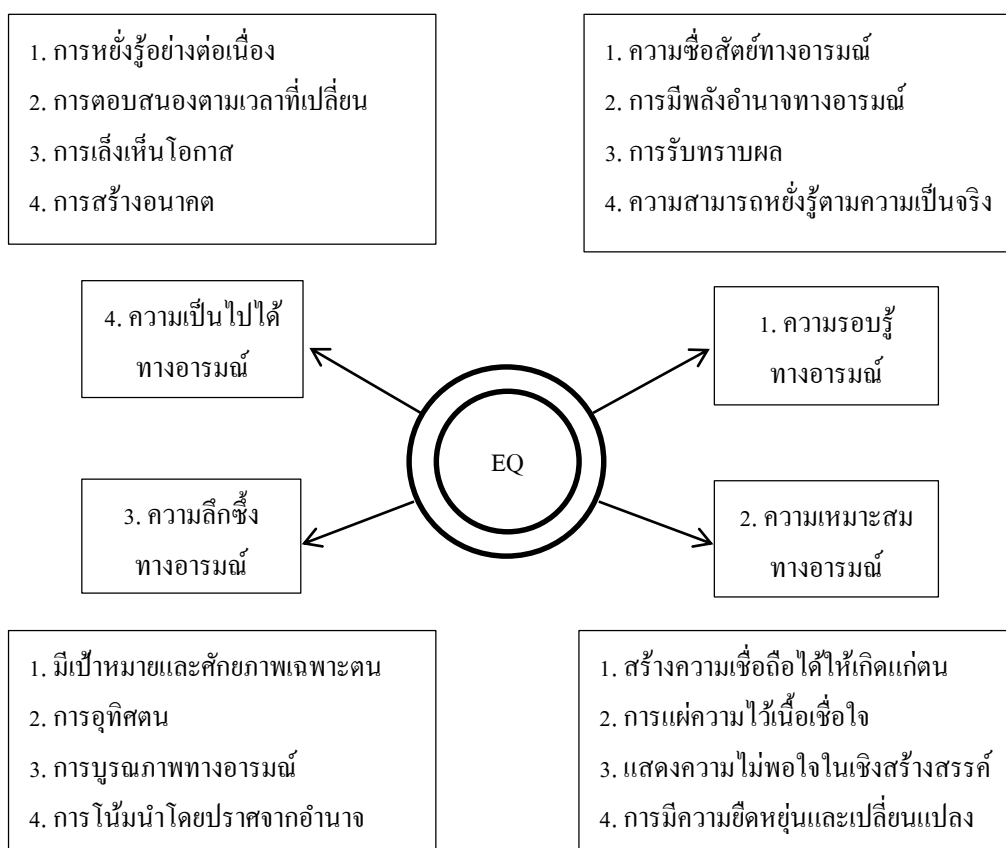 1. การหยั่งรู้อย่างต่อเนื่อง
2. การตอบสนองตามเวลาที่เปลี่ยน
3. การเล็งเห็นโอกาส
4. การสร้างอนาคต
1. ความซื่อสัตย์ทางอารมณ์
2. การมีพลังอำนาจทางอารมณ์
3. การรับทราบผล
4. ความสามารถหยั่งรู้ตามความเป็นจริง
4. ความเป็นไปได้
ทางอารมณ์
1. ความรอบรู้
ทางอารมณ์
EQ
3. ความลึกซึ้ง
ทางอารมณ์
2. ความเหมาะสม
ทางอารมณ์
1. มีเป้าหมายและศักยภาพเฉพาะตน
2. การอุทิศตน
3. การบูรณภาพทางอารมณ์
4. การโน้มนำโดยปราศจากอำนาจ
1. สร้างความเชื่อถือได้ให้เกิดแก่ตน
2. การแผ่ความไว้เนื้อเชื่อใจ
3. แสดงความไม่พอใจในเชิงสร้างสรรค์
4. การมีความยืดหยุ่นและเปลี่ยนแปลง